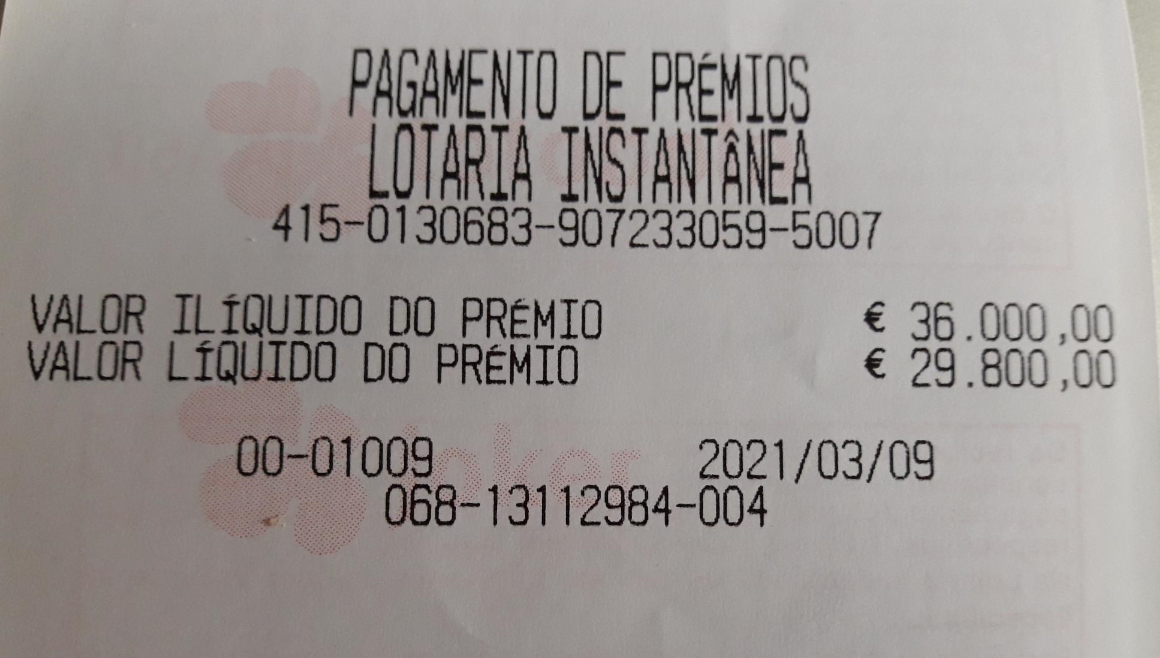 PAGAMENTO DE PRÉMIOS
LOTARIA INSTANTÂNEA
415-0130683-907233059-5007
VALOR ILÍQUIDO DO PRÉMIO € 36.000,00
VALOR LÍQUIDO DO PRÉMIO € 29.800,00
00-01009 2021/03/09
joker
068-13112984-004